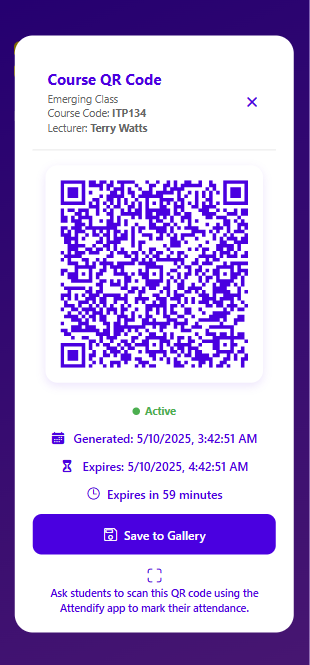 Course QR Code
Emerging Class
Course Code: ITP134
Lecturer: Terry Watts
Active
Generated: 5/10/2025, 3:42:51 AM
Expires: 5/10/2025, 4:42:51 AM
Expires in 59 minutes
Save to Gallery
Ask students to scan this QR code using the
Attendify app to mark their attendance.